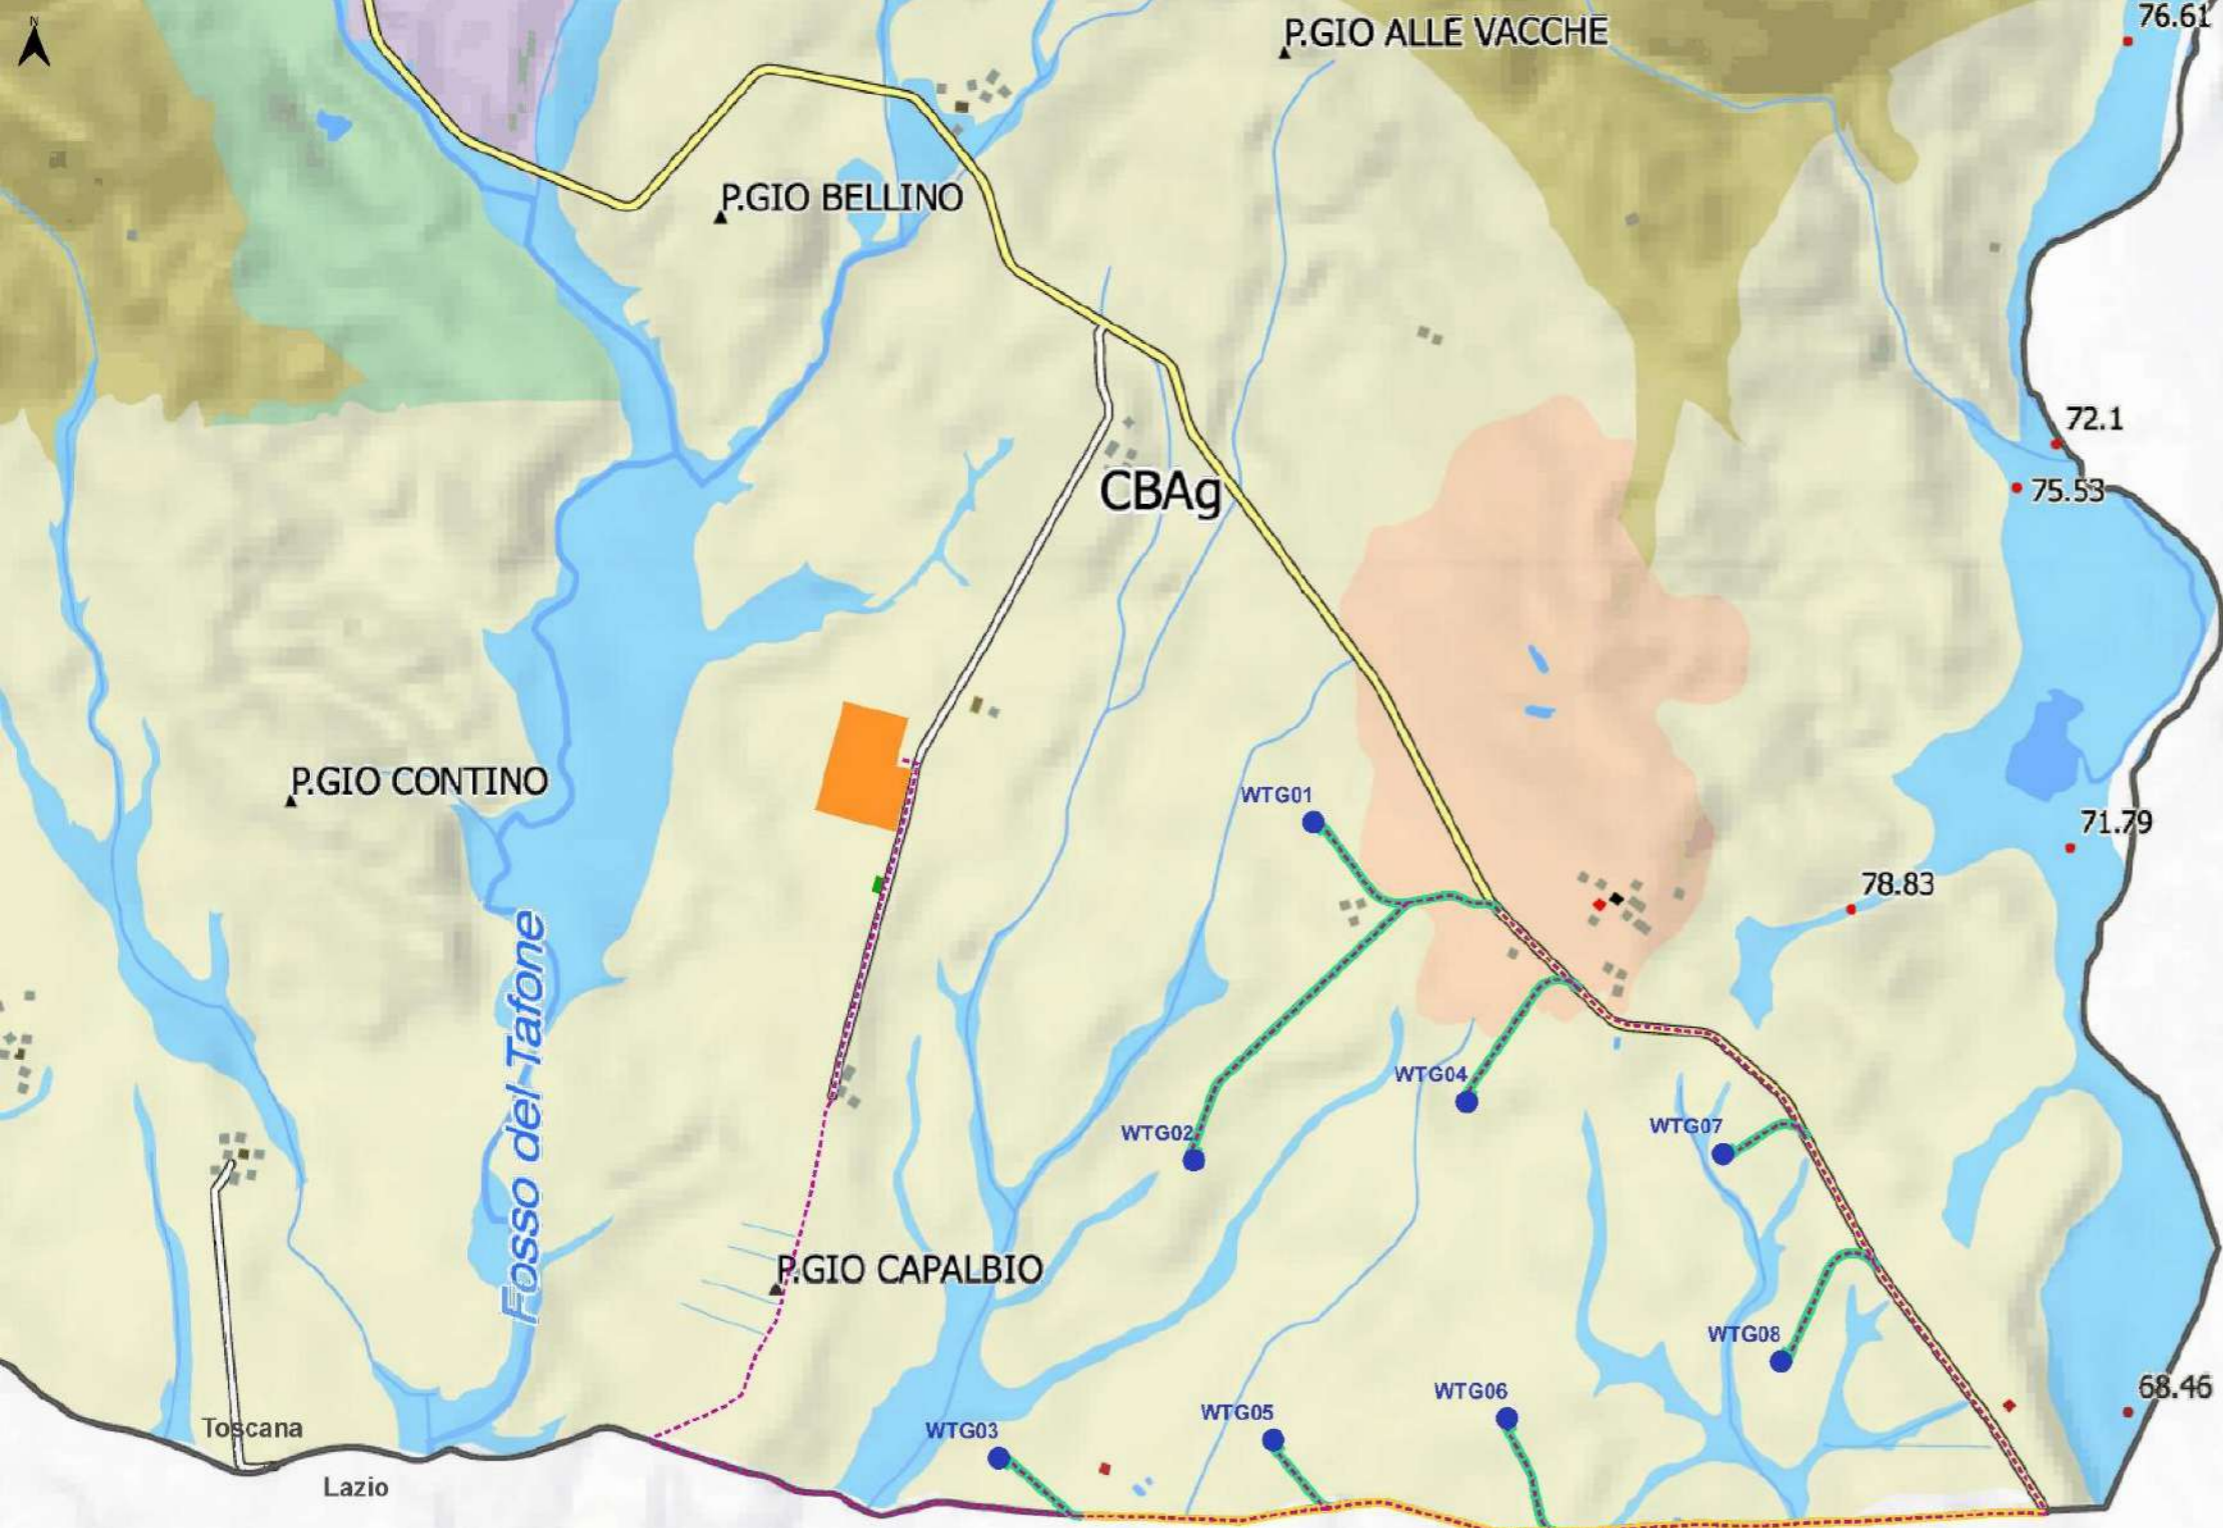 N
76.61
P.GIO ALLE VACCHE
P.GIO BELLINO
72.1
CBAg
75.53
P.GIO CONTINO
WTG01
71.79
78.83
Fosso del Tafone
WTG04
WTG02
WTG07
P.GIO CAPALBIO
WTG08
68.46
WTG06
WTG05
Toscana
WTG03
Lazio